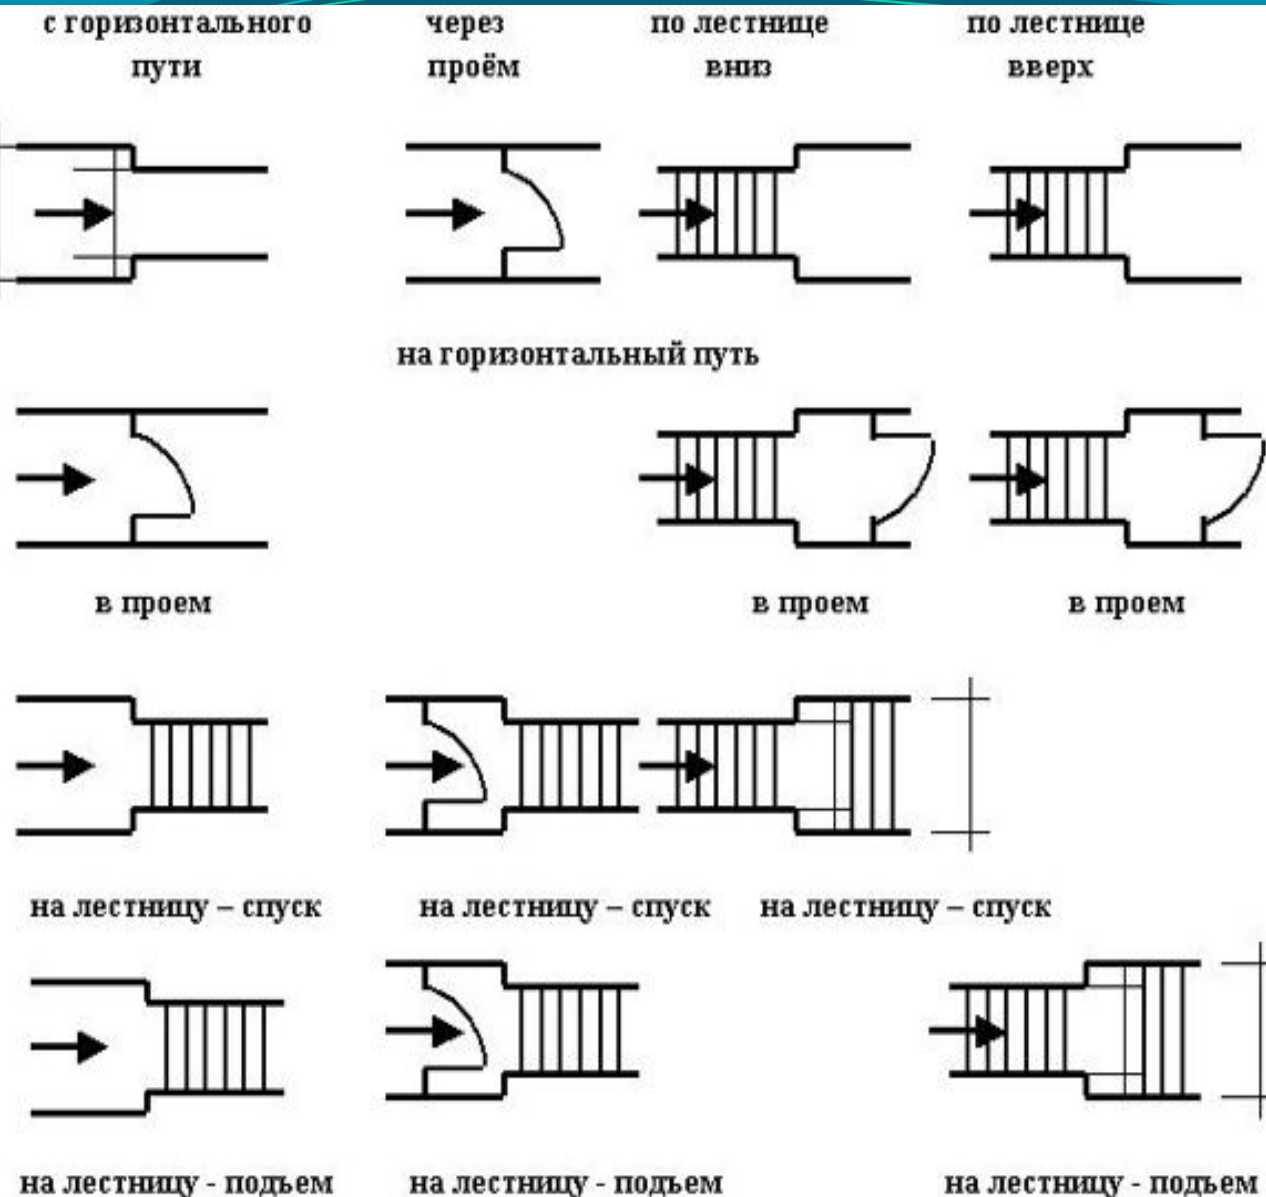 с горизонтального пути
через проём
по лестнице вниз
по лестнице вверх
на горизонтальный путь
в проем
в проем
в проем
на лестницу – спуск
на лестницу – спуск
на лестницу – спуск
на лестницу - подъем
на лестницу - подъем
на лестницу - подъем